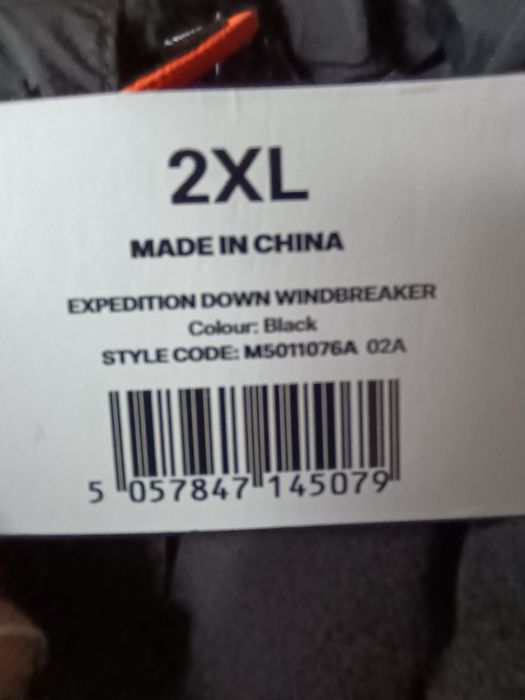 2XL
MADE IN CHINA
EXPEDITION DOWN WINDBREAKER
Colour: Black
STYLE CODE: M5011076A 02A
5 057847 145079